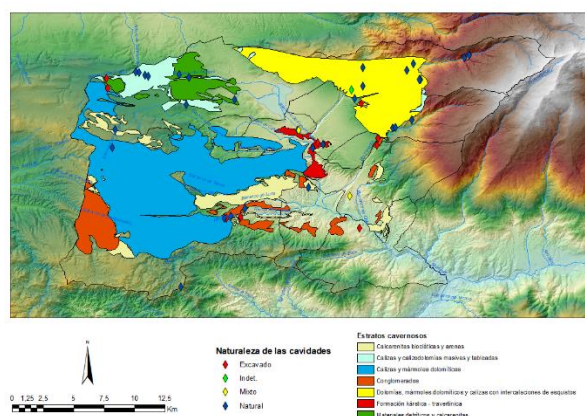 N
Naturaleza de las cavidades
Excavado
Indet.
Mixto
Natural
0 1,25 2,5 5 7,5 10 12,5
Km
Estratos cavernosos
Calcarenitas bioclásticas y arenas
Calizas y calizodolomías masivas y tableadas
Calizas y mármoles dolomíticos
Conglomerados
Dolomías, mármoles dolomíticos y calizas con intercalaciones de esquistos
Formación kárstica - travertínica
Materiales detríticos y calcarenitas